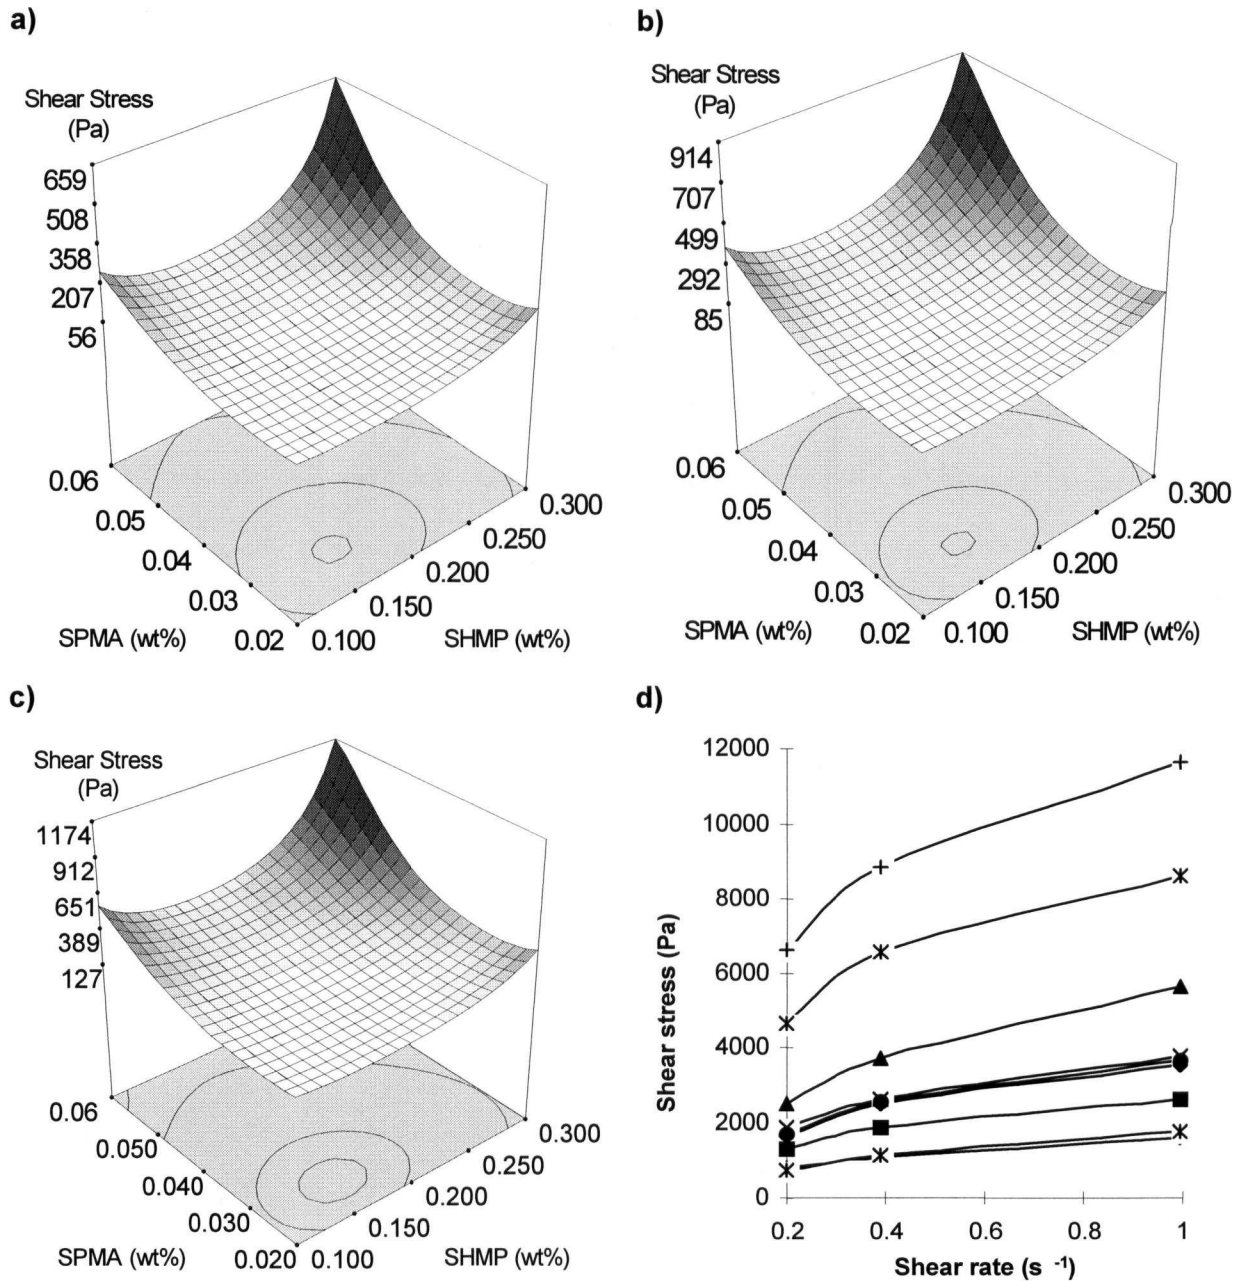 a)
Shear Stress
(Pa)
659
508
358
207
56
0.06
0.05
0.04
0.03
0.02
SPMA (wt%)
0.100
0.150
0.200
0.250
0.300
SHMP (wt%)
b)
Shear Stress
(Pa)
914
707
499
292
85
0.06
0.05
0.04
0.03
0.02
SPMA (wt%)
0.100
0.150
0.200
0.250
0.300
SHMP (wt%)
c)
Shear Stress
(Pa)
1174
912
651
389
127
0.06
0.050
0.040
0.030
0.020
SPMA (wt%)
0.100
0.150
0.200
0.250
0.300
SHMP (wt%)
d)
12000
10000
8000
6000
4000
2000
0
Shear stress (Pa)
0.2 0.4 0.6 0.8 1
Shear rate (s -1)